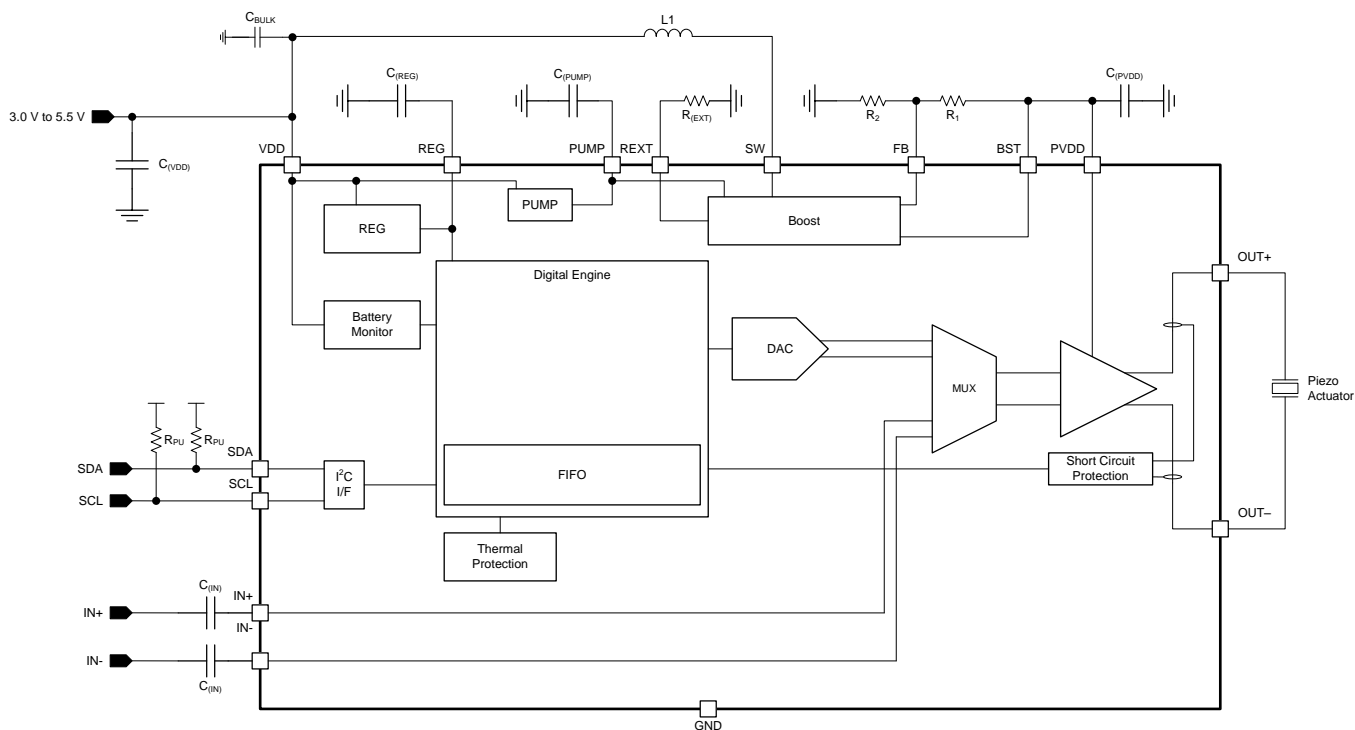 C(BULK)
L1
C(REG)
C(PUMP)
R(EXT)
R2
R1
C(PVDD)
3.0 V to 5.5 V
C(VDD)
VDD
REG
PUMP
REXT
SW
FB
BST
PVDD
PUMP
REG
Boost
Digital Engine
OUT+
Battery
Monitor
DAC
MUX
Piezo
Actuator
RPU
RPU
SDA
SDA
SCL
SCL
I²C
I/F
FIFO
Short Circuit
Protection
OUT–
Thermal
Protection
C(IN)
IN+
IN+
IN-
IN-
C(IN)
GND